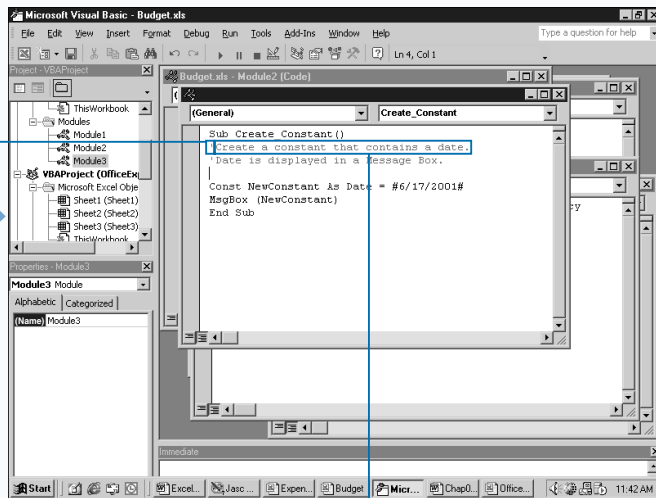 Microsoft Visual Basic - Budget.xls
File Edit View Insert Format Debug Run Tools Add-Ins Window Help
Type a question for help
Ln 4, Col 1
Project - VBAProject
ThisWorkbook
Modules
Module1
Module2
Module3
VBAProject (OfficeEx
Microsoft Excel Obje
Sheet1 (Sheet1)
Sheet2 (Sheet2)
Sheet3 (Sheet3)
ThisWorkbook
Properties - Module3
Module3 Module
Alphabetic Categorized
(Name) Module3
Budget.xls - Module2 (Code)
(General) Create_Constant
Sub Create_Constant()
'Create a constant that contains a date.
'Date is displayed in a Message Box.
Const NewConstant As Date = #6/17/2001#
MsgBox (NewConstant)
End Sub
cy
Immediate
Start Excel... Jasc ... Expen... Budget Micr... Chap0... Office... 11:42 AM